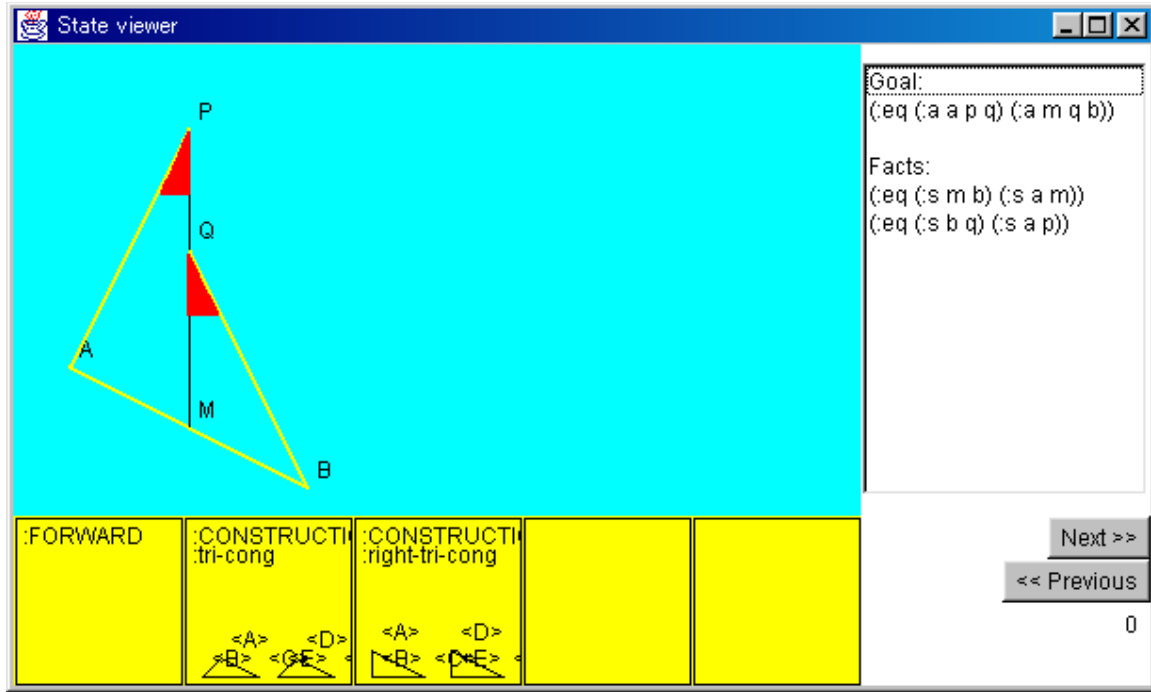 State viewer
P
Q
A
M
B
Goal:
(:eq (:a a p q) (:a m q b))
Facts:
(:eq (:s m b) (:s a m))
(:eq (:s b q) (:s a p))
:FORWARD
:CONSTRUCTI
:tri-cong
<A> <D>
<B>
:CONSTRUCTI
:right-tri-cong
<A> <D>
<B>
Next >>
<< Previous
0